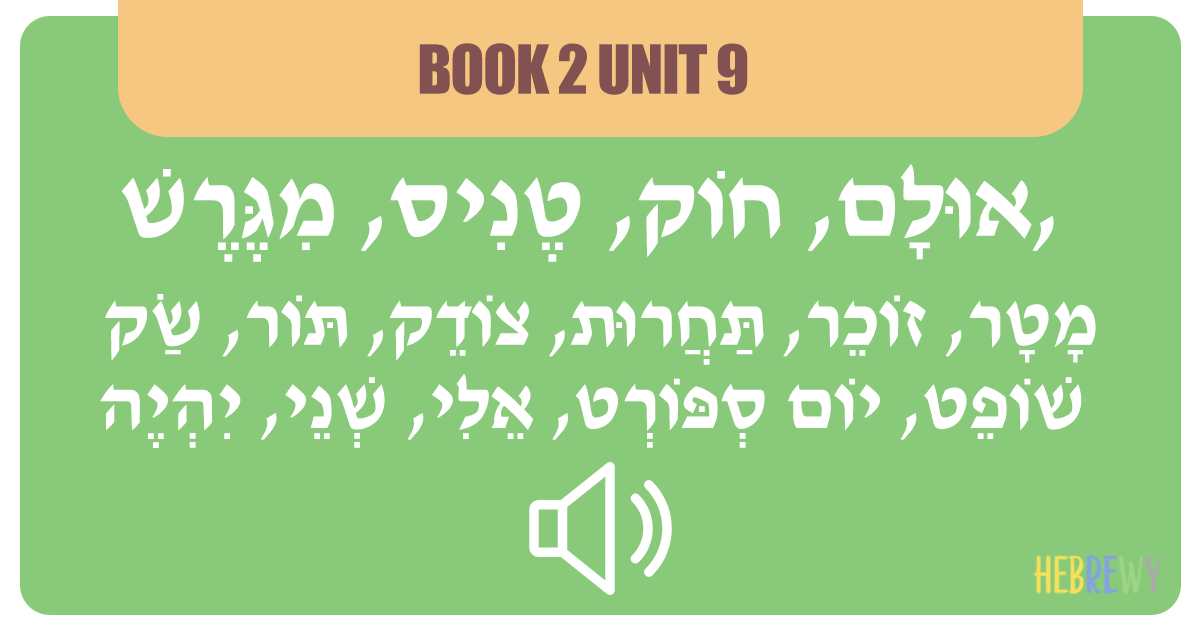 BOOK 2 UNIT 9
,אוּלָם, חוֹק, טֶנִיס, מִגֶּרֶשׁ
מָטָר, זוֹכֵר, תַּחֲרוּת, צוֹדֵק, תּוֹר, שַׂק
שׁוֹפֵט, יוֹם סְפּוֹרְט, אֵלִי, שְׁנֵי, יִהְיֶה
HEBREWY